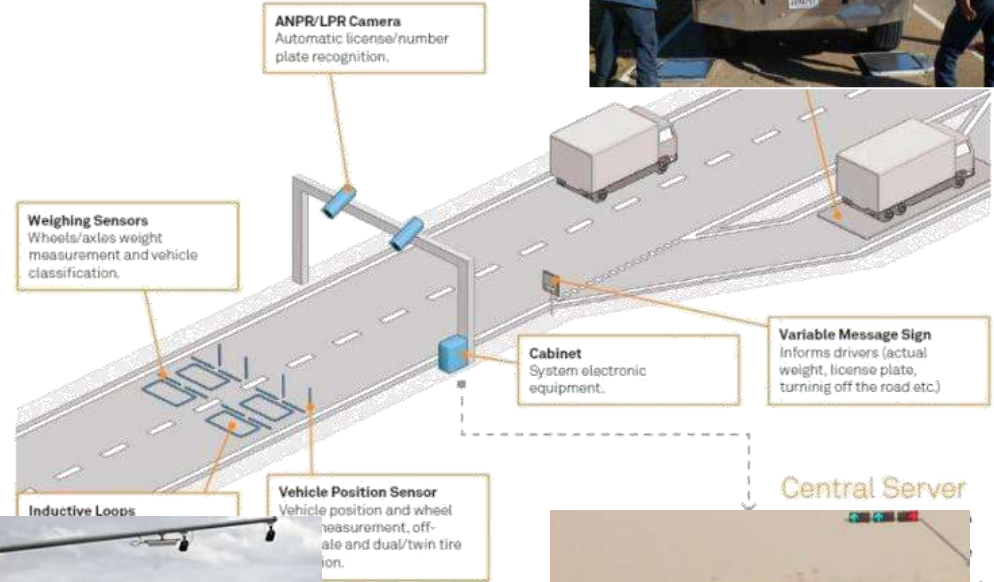 ANPR/LPR Camera
Automatic license/number
plate recognition.
Weighing Sensors
Wheels/axles weight
measurement and vehicle
classification.
Variable Message Sign
Informs drivers (actual
weight, license plate,
turninig off the road etc.)
Cabinet
System electronic
equipment.
Vehicle Position Sensor
Vehicle position and wheel
measurement, off-
ale and dual/twin tire
ion.
Inductive Loops
Central Server